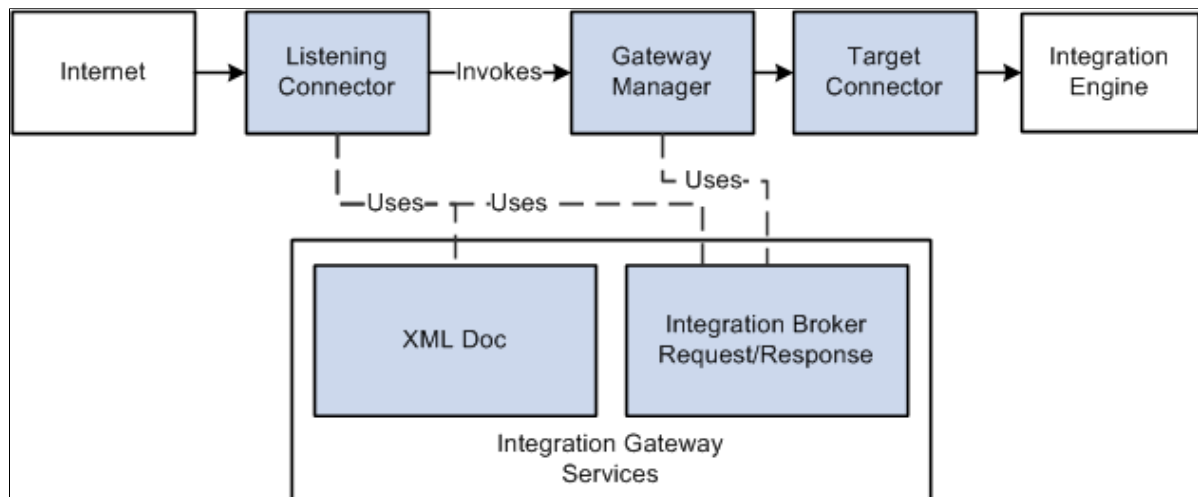 Internet
Listening
Connector
Invokes
Gateway
Manager
Target
Connector
Integration
Engine
Uses
Uses
Uses
XML Doc
Integration Broker
Request/Response
Integration Gateway
Services